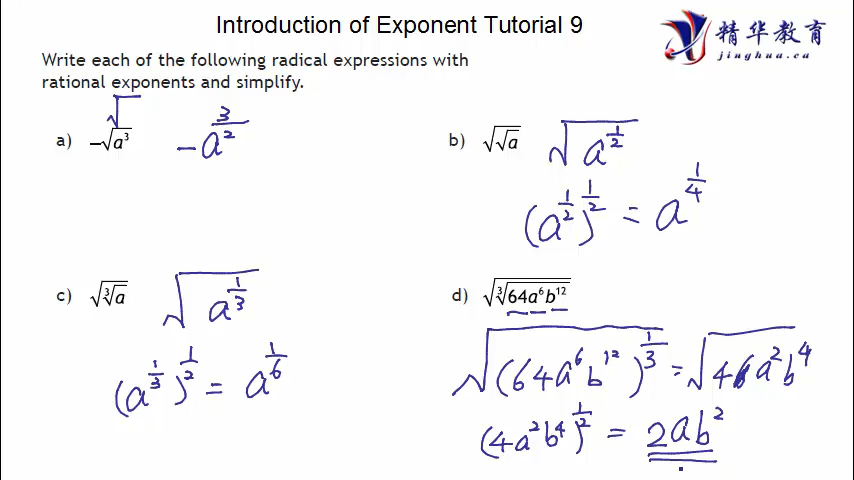 Introduction of Exponent Tutorial 9
精华教育
jinghua.ca
Write each of the following radical expressions with
rational exponents and simplify.
a) −√a³ √ −a^(3/2)
b) √√a √(a^(1/2))
(a^(1/2))^(1/2) = a^(1/4)
c) √∛a √(a^(1/3))
(a^(1/3))^(1/2) = a^(1/6)
d) √∛(64a⁶b¹²)
√((64a⁶b¹²)^(1/3)) = √(4a²b⁴)
(4a²b⁴)^(1/2) = 2ab²